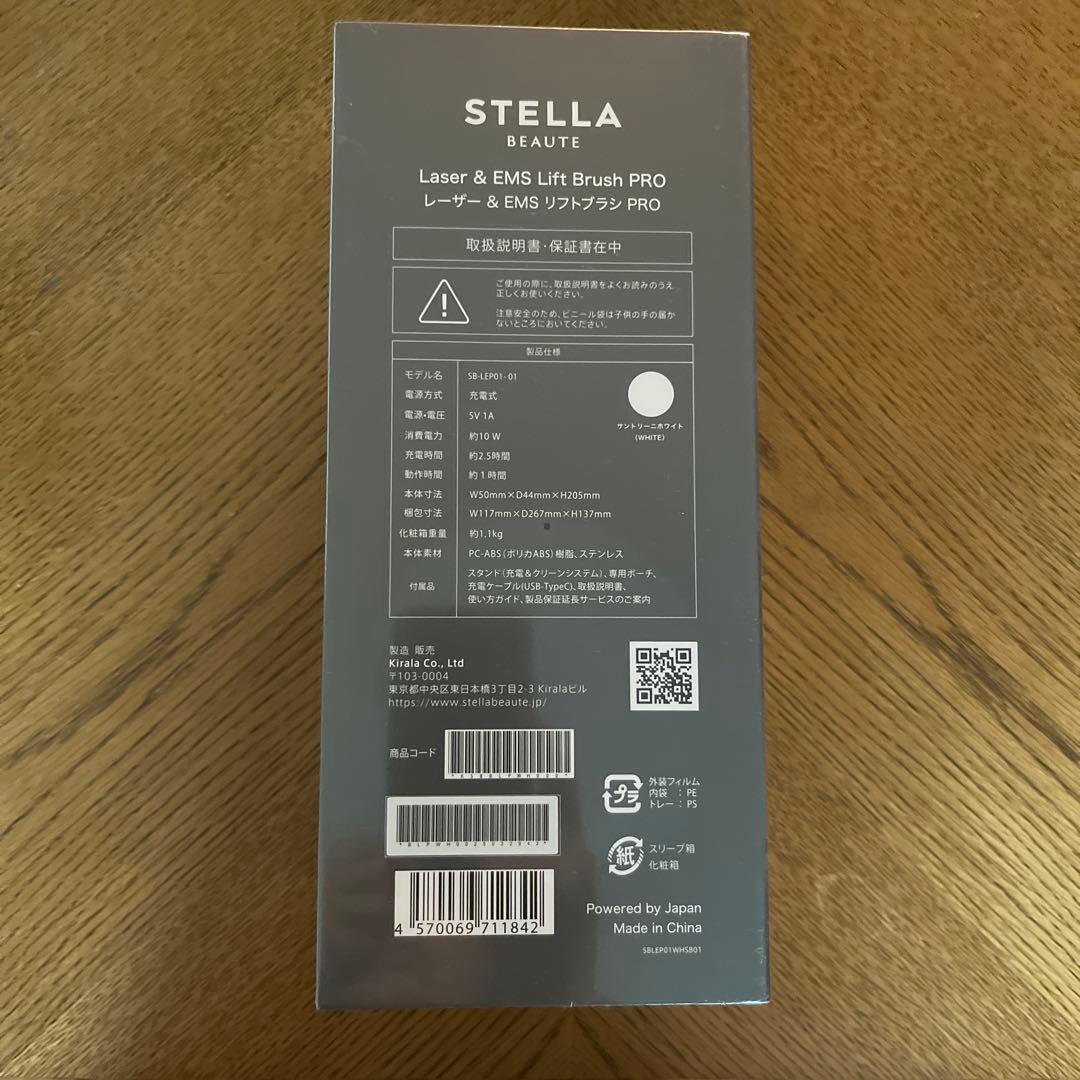 STELLA
BEAUTE
Laser & EMS Lift Brush PRO
レーザー & EMS リフトブラシ PRO
取扱説明書・保証書在中
ご使用の際に、取扱説明書をよくお読みのうえ
正しくお使いください。
注意安全のため、ビニール袋は子供の手の届か
ないところにおいてください。
製品仕様
モデル名 SB-LEP01- 01
電源方式 充電式
電源・電圧 5V 1A
消費電力 約10 W
充電時間 約2.5時間
動作時間 約1時間
本体寸法 W50mm×D44mm×H205mm
梱包寸法 W117mm×D267mm×H137mm
化粧箱重量 約1.1kg
本体素材 PC-ABS（ポリカABS）樹脂、ステンレス
付属品 スタンド（充電＆クリーンシステム）、専用ポーチ、
充電ケーブル(USB-TypeC)、取扱説明書、
使い方ガイド、製品保証延長サービスのご案内
サントリーニホワイト
(WHITE)
製造 販売
Kirala Co., Ltd
〒103-0004
東京都中央区東日本橋3丁目2-3 Kiralaビル
https://www.stellabeaute.jp/
商品コード
4 570069 711842
プラ
外装フィルム
内袋 : PE
トレー : PS
紙
スリーブ箱
化粧箱
Powered by Japan
Made in China
SBLEP01WHSB01